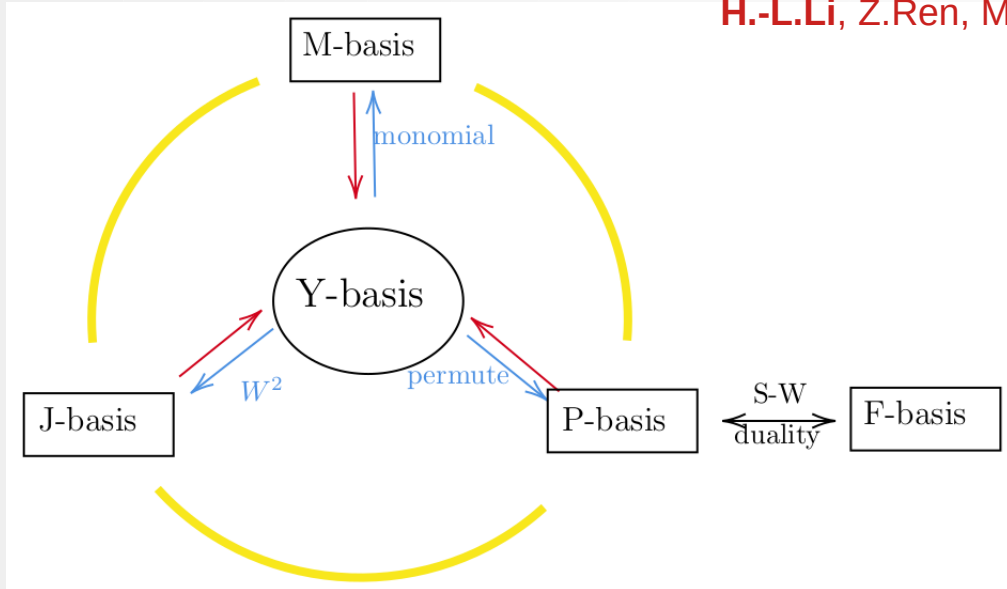 H.-L.Li, Z.Ren, M
M-basis
monomial
Y-basis
W²
permute
J-basis
P-basis
S-W
duality
F-basis